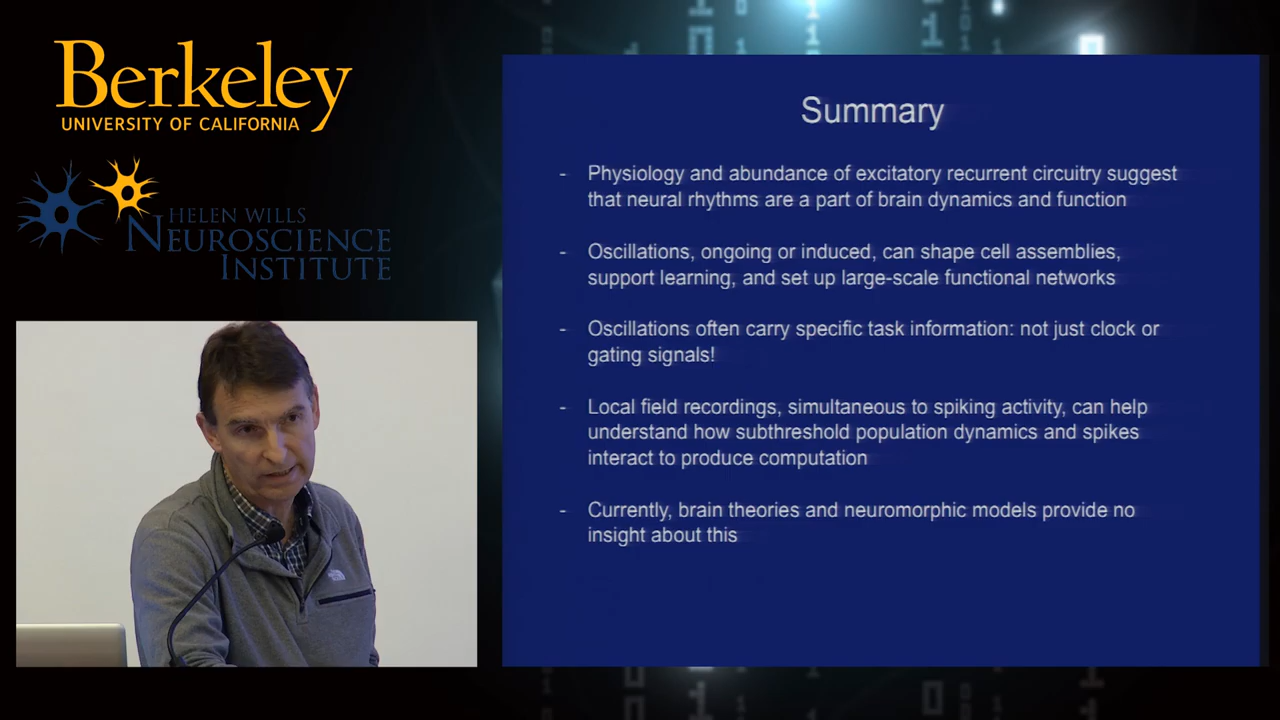 Berkeley
UNIVERSITY OF CALIFORNIA
HELEN WILLS
NEUROSCIENCE
INSTITUTE
Summary
- Physiology and abundance of excitatory recurrent circuitry suggest
that neural rhythms are a part of brain dynamics and function
- Oscillations, ongoing or induced, can shape cell assemblies,
support learning, and set up large-scale functional networks
- Oscillations often carry specific task information: not just clock or
gating signals!
- Local field recordings, simultaneous to spiking activity, can help
understand how subthreshold population dynamics and spikes
interact to produce computation
- Currently, brain theories and neuromorphic models provide no
insight about this